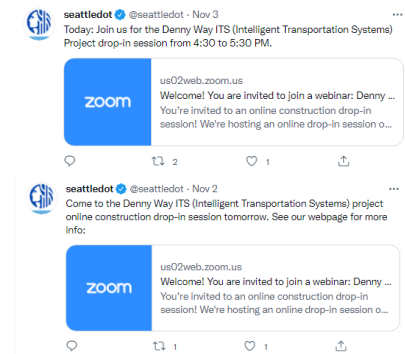 seattledot @seattledot · Nov 3
Today: Join us for the Denny Way ITS (Intelligent Transportation Systems)
Project drop-in session from 4:30 to 5:30 PM.
zoom
us02web.zoom.us
Welcome! You are invited to join a webinar: Denny ...
You're invited to an online construction drop-in
session! We're hosting an online drop-in session o...
2
1
seattledot @seattledot · Nov 2
Come to the Denny Way ITS (Intelligent Transportation Systems) project
online construction drop-in session tomorrow. See our webpage for more
info:
zoom
us02web.zoom.us
Welcome! You are invited to join a webinar: Denny ...
You're invited to an online construction drop-in
session! We're hosting an online drop-in session o...
1
1